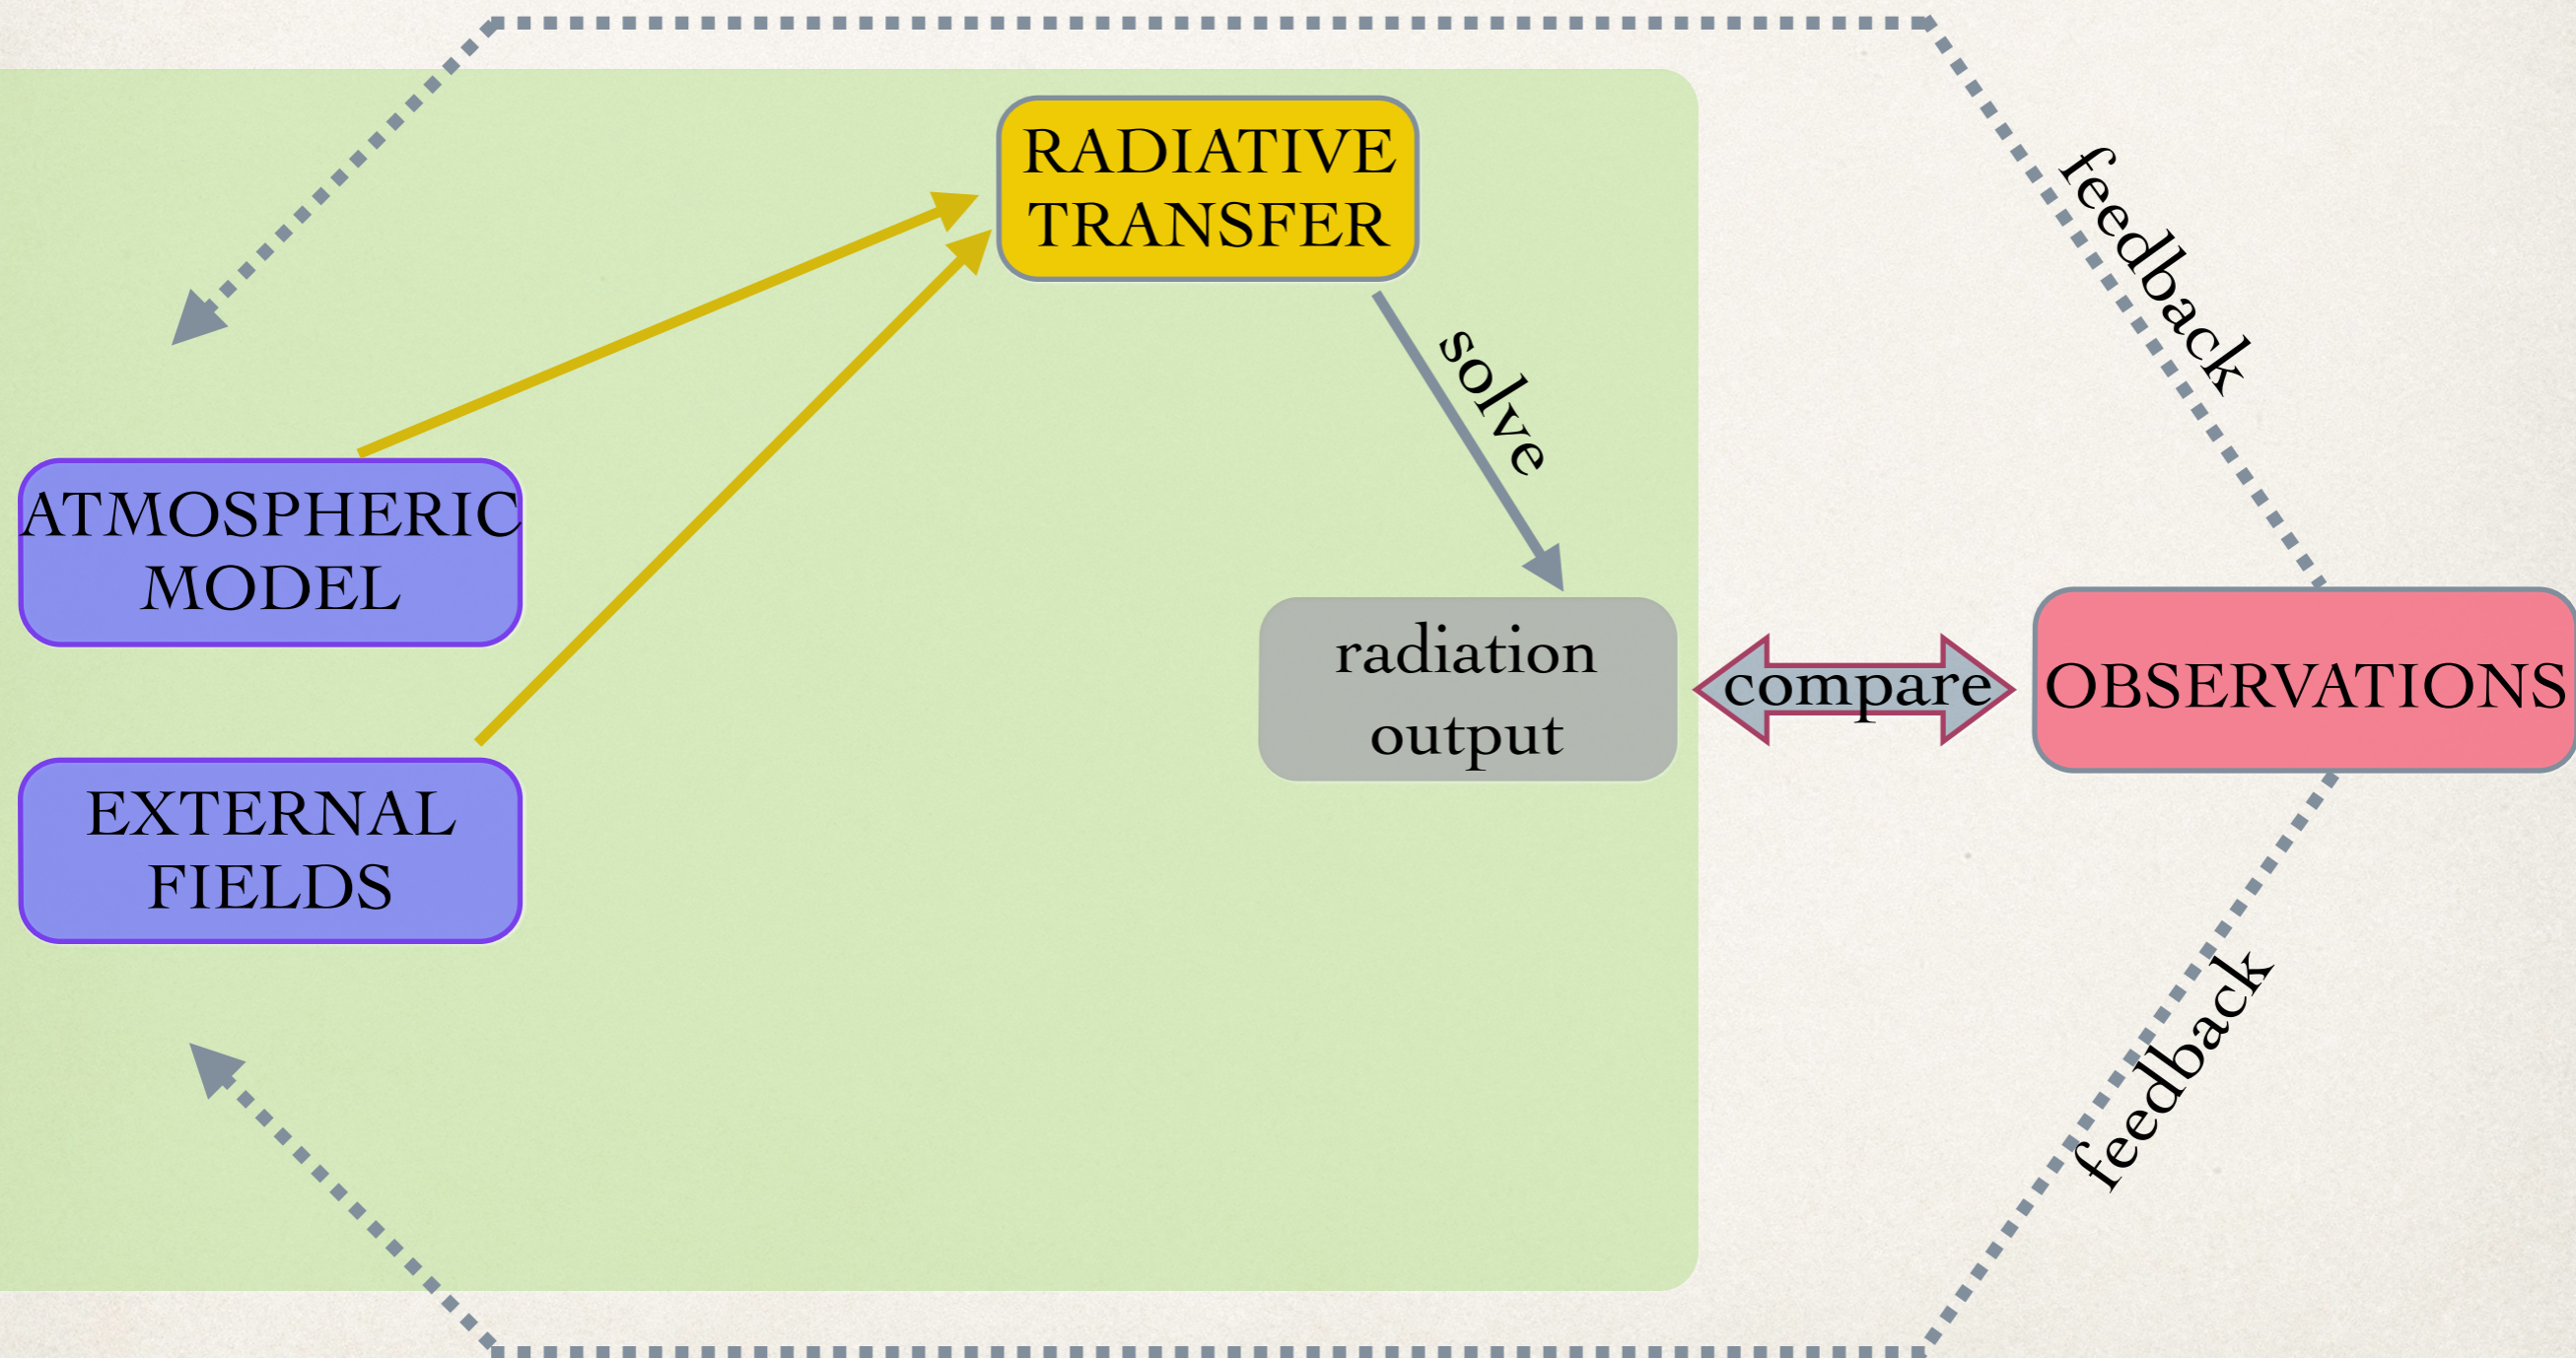 RADIATIVE
TRANSFER
feedback
solve
ATMOSPHERIC
MODEL
radiation
output
compare
OBSERVATIONS
EXTERNAL
FIELDS
feedback